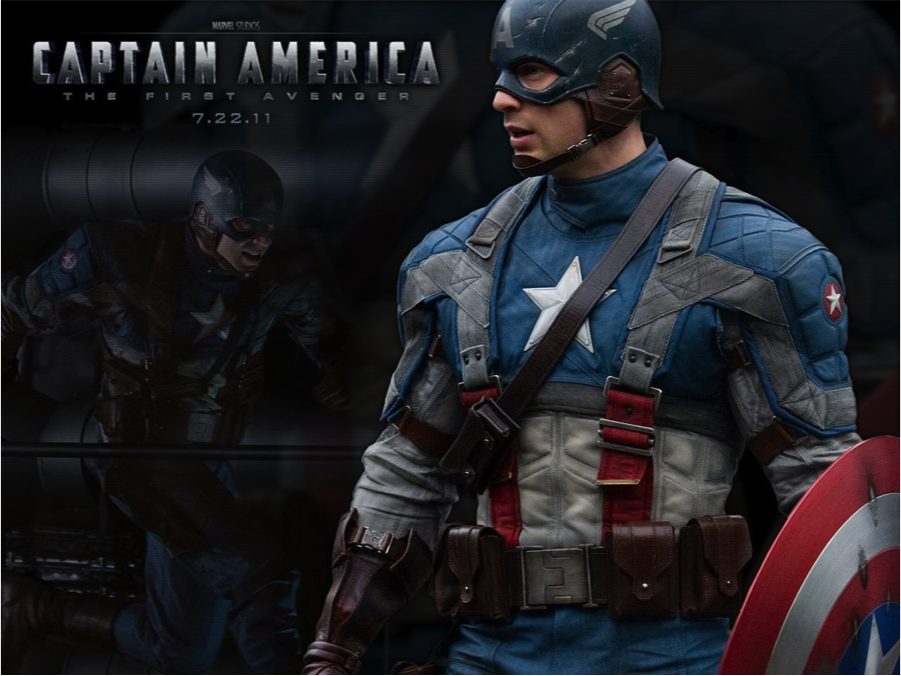 MARVEL STUDIOS
CAPTAIN AMERICA
THE FIRST AVENGER
7.22.11
A